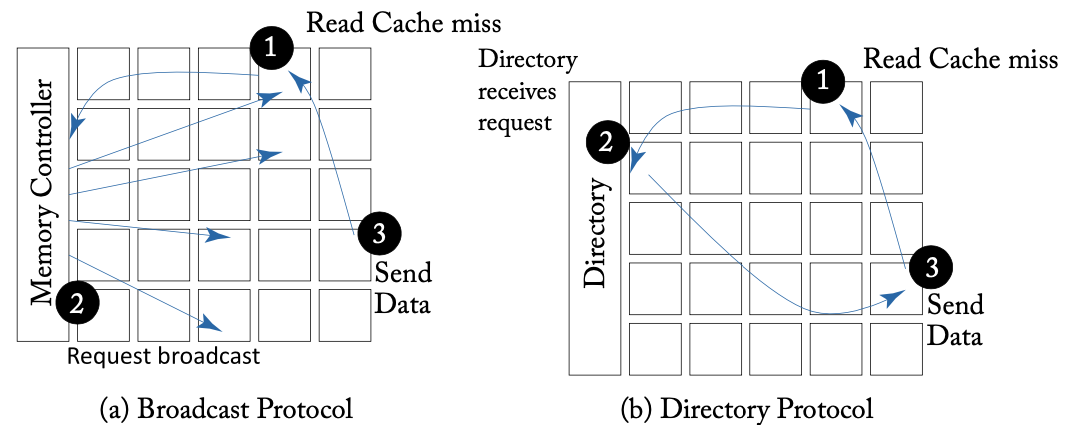 1
Read Cache miss
Memory Controller
3
Send
Data
2
Request broadcast
(a) Broadcast Protocol
Directory
receives
request
1
Read Cache miss
2
Directory
3
Send
Data
(b) Directory Protocol